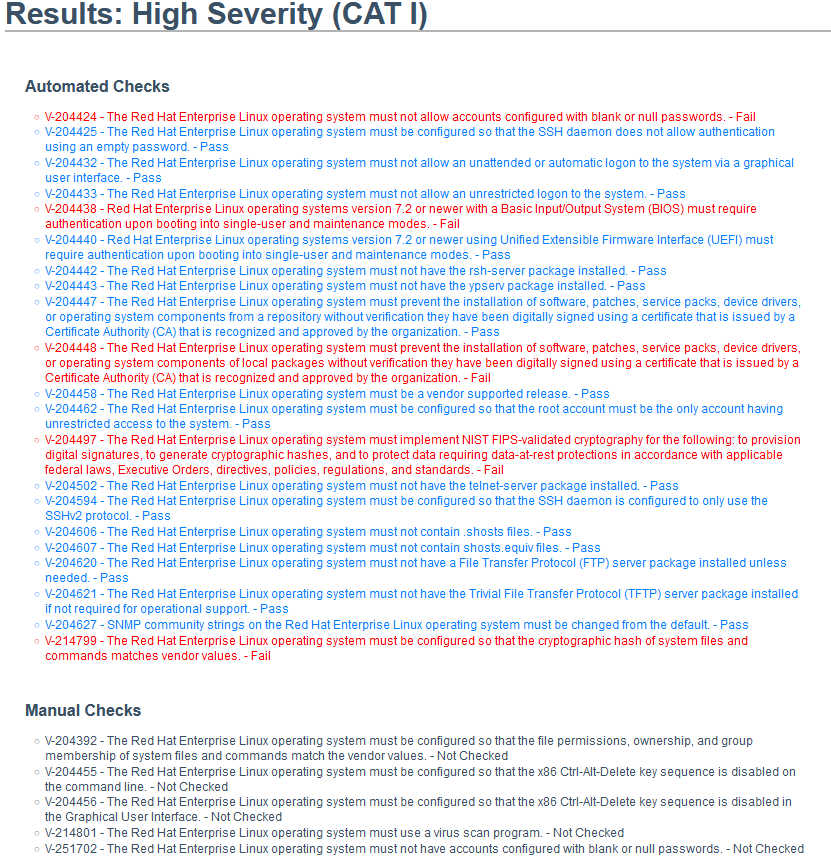 Results: High Severity (CAT I)
Automated Checks
V-204424 - The Red Hat Enterprise Linux operating system must not allow accounts configured with blank or null passwords. - Fail
V-204425 - The Red Hat Enterprise Linux operating system must be configured so that the SSH daemon does not allow authentication
using an empty password. - Pass
V-204432 - The Red Hat Enterprise Linux operating system must not allow an unattended or automatic logon to the system via a graphical
user interface. - Pass
V-204433 - The Red Hat Enterprise Linux operating system must not allow an unrestricted logon to the system. - Pass
V-204438 - Red Hat Enterprise Linux operating systems version 7.2 or newer with a Basic Input/Output System (BIOS) must require
authentication upon booting into single-user and maintenance modes. - Fail
V-204440 - Red Hat Enterprise Linux operating systems version 7.2 or newer using Unified Extensible Firmware Interface (UEFI) must
require authentication upon booting into single-user and maintenance modes. - Pass
V-204442 - The Red Hat Enterprise Linux operating system must not have the rsh-server package installed. - Pass
V-204443 - The Red Hat Enterprise Linux operating system must not have the ypserv package installed. - Pass
V-204447 - The Red Hat Enterprise Linux operating system must prevent the installation of software, patches, service packs, device drivers,
or operating system components from a repository without verification they have been digitally signed using a certificate that is issued by a
Certificate Authority (CA) that is recognized and approved by the organization. - Pass
V-204448 - The Red Hat Enterprise Linux operating system must prevent the installation of software, patches, service packs, device drivers,
or operating system components of local packages without verification they have been digitally signed using a certificate that is issued by a
Certificate Authority (CA) that is recognized and approved by the organization. - Fail
V-204458 - The Red Hat Enterprise Linux operating system must be a vendor supported release. - Pass
V-204462 - The Red Hat Enterprise Linux operating system must be configured so that the root account must be the only account having
unrestricted access to the system. - Pass
V-204497 - The Red Hat Enterprise Linux operating system must implement NIST FIPS-validated cryptography for the following: to provision
digital signatures, to generate cryptographic hashes, and to protect data requiring data-at-rest protections in accordance with applicable
federal laws, Executive Orders, directives, policies, regulations, and standards. - Fail
V-204502 - The Red Hat Enterprise Linux operating system must not have the telnet-server package installed. - Pass
V-204594 - The Red Hat Enterprise Linux operating system must be configured so that the SSH daemon is configured to only use the
SSHv2 protocol. - Pass
V-204606 - The Red Hat Enterprise Linux operating system must not contain .shosts files. - Pass
V-204607 - The Red Hat Enterprise Linux operating system must not contain shosts.equiv files. - Pass
V-204620 - The Red Hat Enterprise Linux operating system must not have a File Transfer Protocol (FTP) server package installed unless
needed. - Pass
V-204621 - The Red Hat Enterprise Linux operating system must not have the Trivial File Transfer Protocol (TFTP) server package installed
if not required for operational support. - Pass
V-204627 - SNMP community strings on the Red Hat Enterprise Linux operating system must be changed from the default. - Pass
V-214799 - The Red Hat Enterprise Linux operating system must be configured so that the cryptographic hash of system files and
commands matches vendor values. - Fail
Manual Checks
V-204392 - The Red Hat Enterprise Linux operating system must be configured so that the file permissions, ownership, and group
membership of system files and commands match the vendor values. - Not Checked
V-204455 - The Red Hat Enterprise Linux operating system must be configured so that the x86 Ctrl-Alt-Delete key sequence is disabled on
the command line. - Not Checked
V-204456 - The Red Hat Enterprise Linux operating system must be configured so that the x86 Ctrl-Alt-Delete key sequence is disabled in
the Graphical User Interface. - Not Checked
V-214801 - The Red Hat Enterprise Linux operating system must use a virus scan program. - Not Checked
V-251702 - The Red Hat Enterprise Linux operating system must not have accounts configured with blank or null passwords. - Not Checked